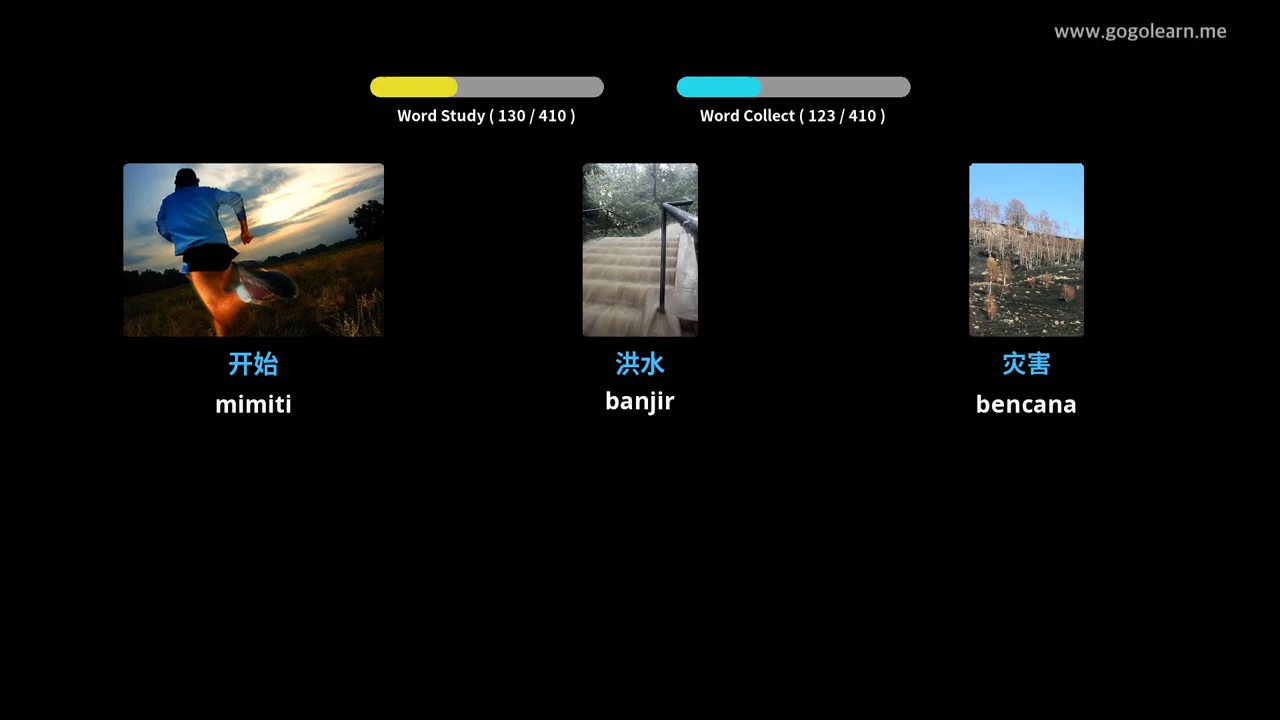 www.gogolearn.me
Word Study ( 130 / 410 )
Word Collect ( 123 / 410 )
开始
洪水
灾害
mimiti
banjir
bencana